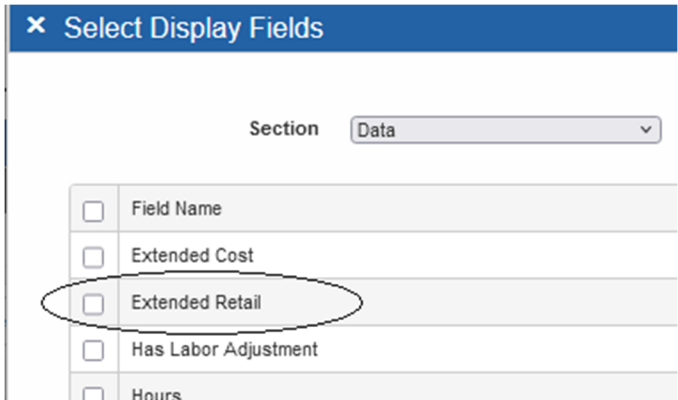 × Select Display Fields
Section Data
Field Name
Extended Cost
Extended Retail
Has Labor Adjustment
Hours